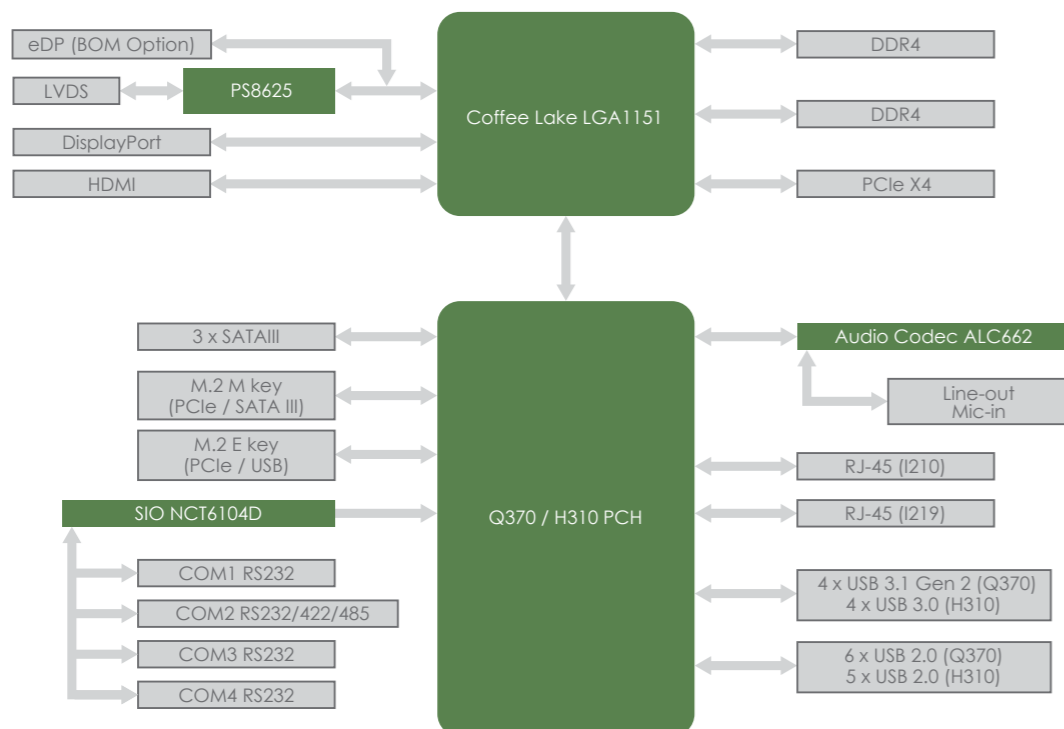 eDP (BOM Option)
LVDS
PS8625
DisplayPort
HDMI
Coffee Lake LGA1151
DDR4
DDR4
PCIe X4
3 x SATAIII
M.2 M key
(PCIe / SATA III)
M.2 E key
(PCIe / USB)
SIO NCT6104D
COM1 RS232
COM2 RS232/422/485
COM3 RS232
COM4 RS232
Q370 / H310 PCH
Audio Codec ALC662
Line-out
Mic-in
RJ-45 (I210)
RJ-45 (I219)
4 x USB 3.1 Gen 2 (Q370)
4 x USB 3.0 (H310)
6 x USB 2.0 (Q370)
5 x USB 2.0 (H310)